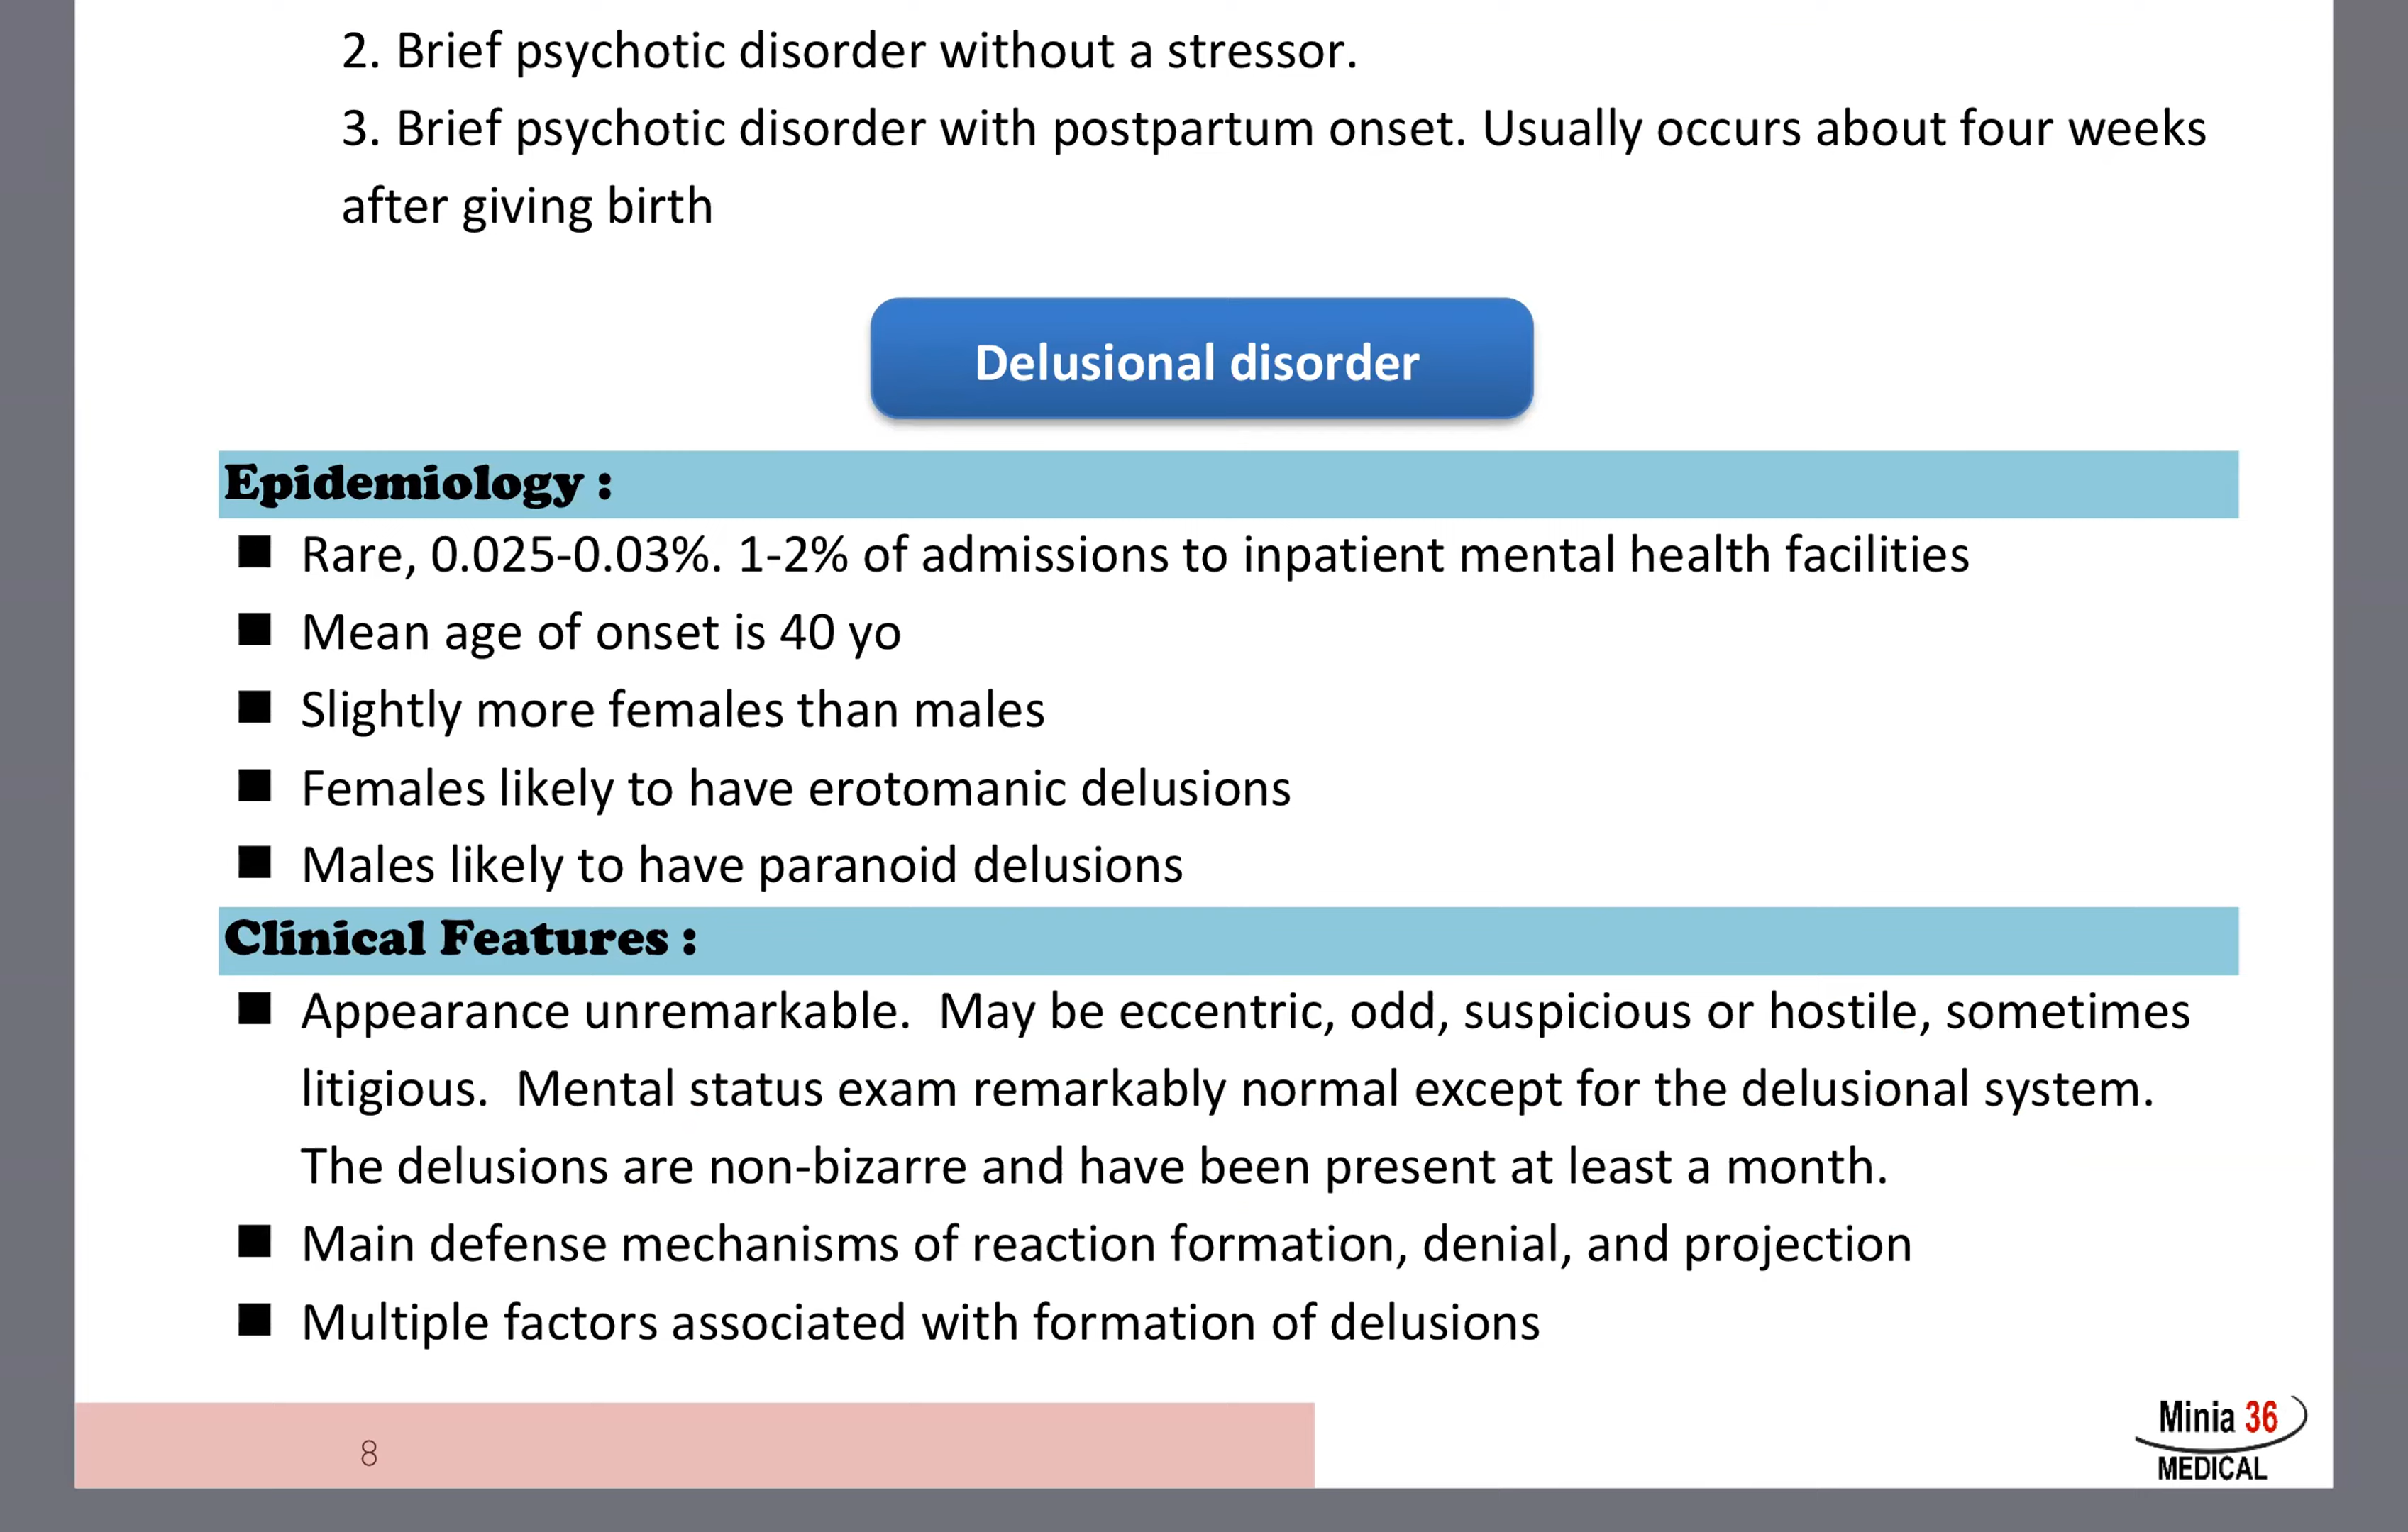 2. Brief psychotic disorder without a stressor.
3. Brief psychotic disorder with postpartum onset. Usually occurs about four weeks
after giving birth
Delusional disorder
Epidemiology :
■ Rare, 0.025-0.03%. 1-2% of admissions to inpatient mental health facilities
■ Mean age of onset is 40 yo
■ Slightly more females than males
■ Females likely to have erotomanic delusions
■ Males likely to have paranoid delusions
Clinical Features :
■ Appearance unremarkable.  May be eccentric, odd, suspicious or hostile, sometimes
litigious.  Mental status exam remarkably normal except for the delusional system.
The delusions are non-bizarre and have been present at least a month.
■ Main defense mechanisms of reaction formation, denial, and projection
■ Multiple factors associated with formation of delusions
8
Minia 36
MEDICAL